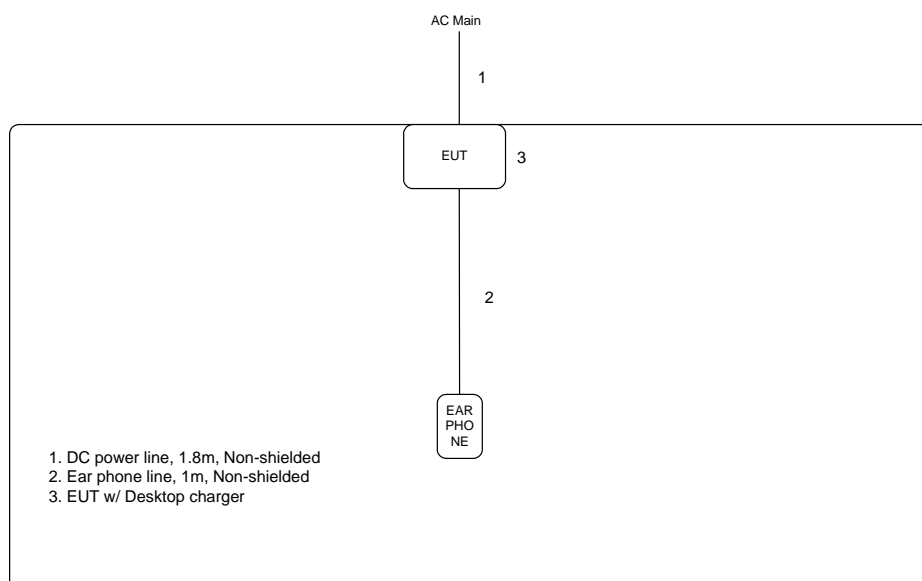 AC Main
1
EUT
3
2
EAR
PHO
NE
1. DC power line, 1.8m, Non-shielded
2. Ear phone line, 1m, Non-shielded
3. EUT w/ Desktop charger